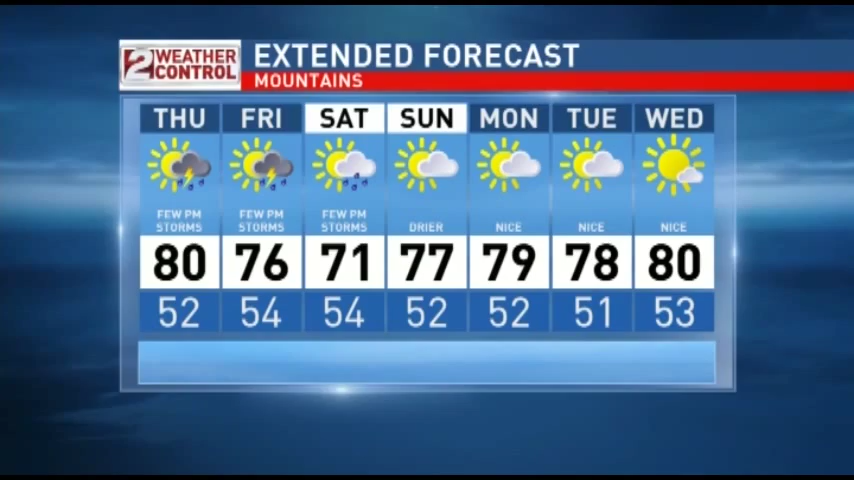 2 WEATHER CONTROL
EXTENDED FORECAST
MOUNTAINS
THU FRI SAT SUN MON TUE WED
FEW PM STORMS FEW PM STORMS FEW PM STORMS DRIER NICE NICE NICE
80 76 71 77 79 78 80
52 54 54 52 52 51 53